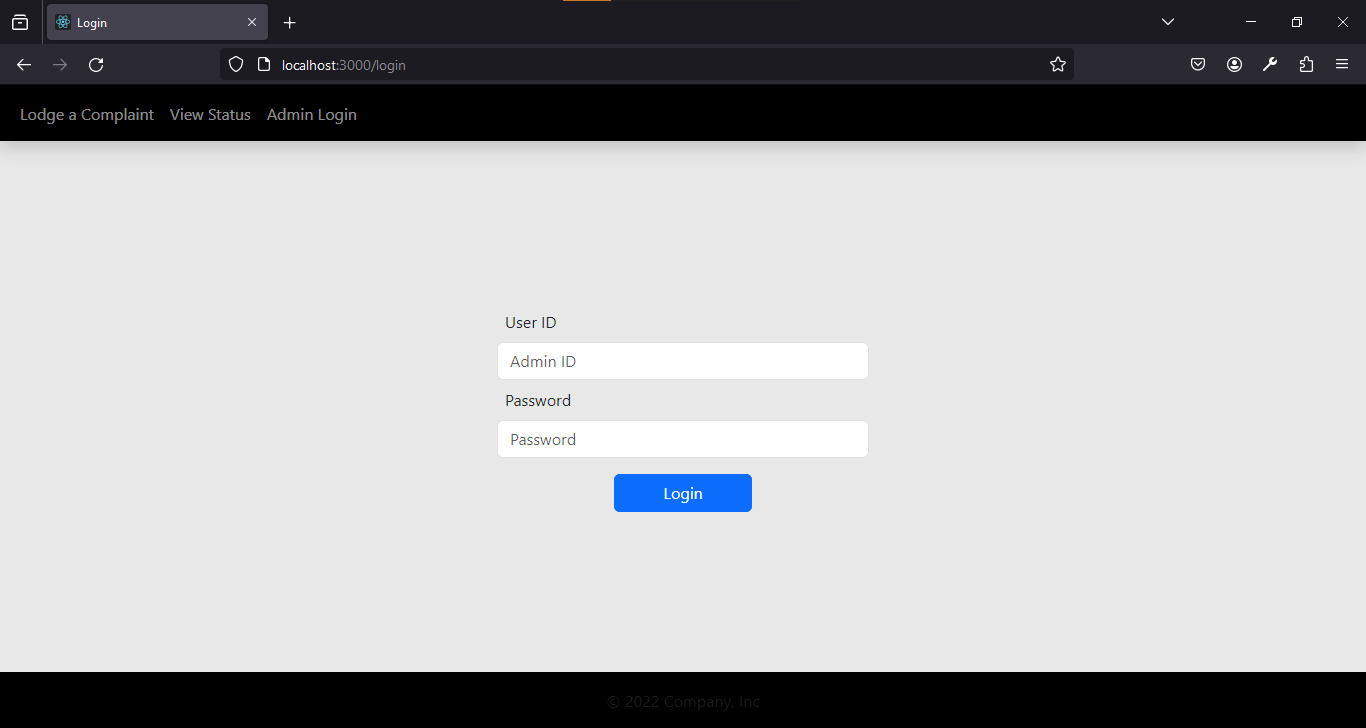 Login
localhost:3000/login
Lodge a Complaint View Status Admin Login
User ID
Admin ID
Password
Password
Login
© 2022 Company, Inc